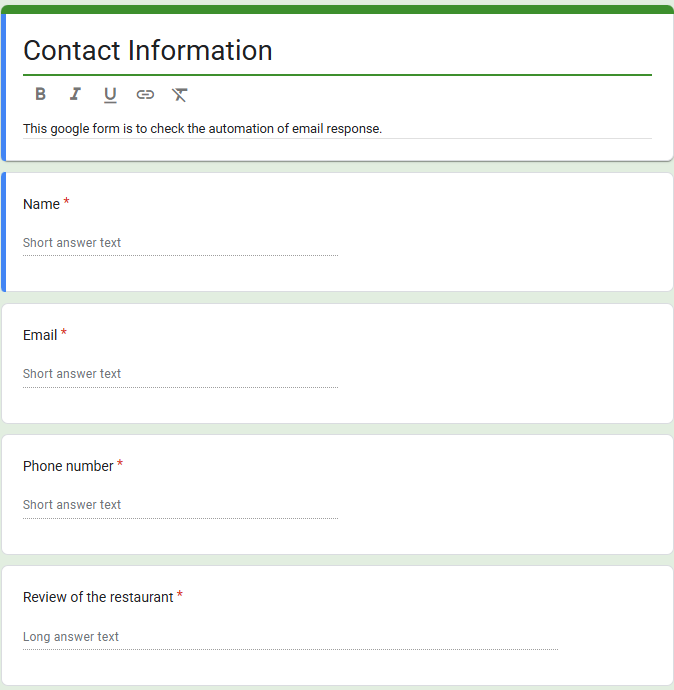 Contact Information
B I U
This google form is to check the automation of email response.
Name *
Short answer text
Email *
Short answer text
Phone number *
Short answer text
Review of the restaurant *
Long answer text